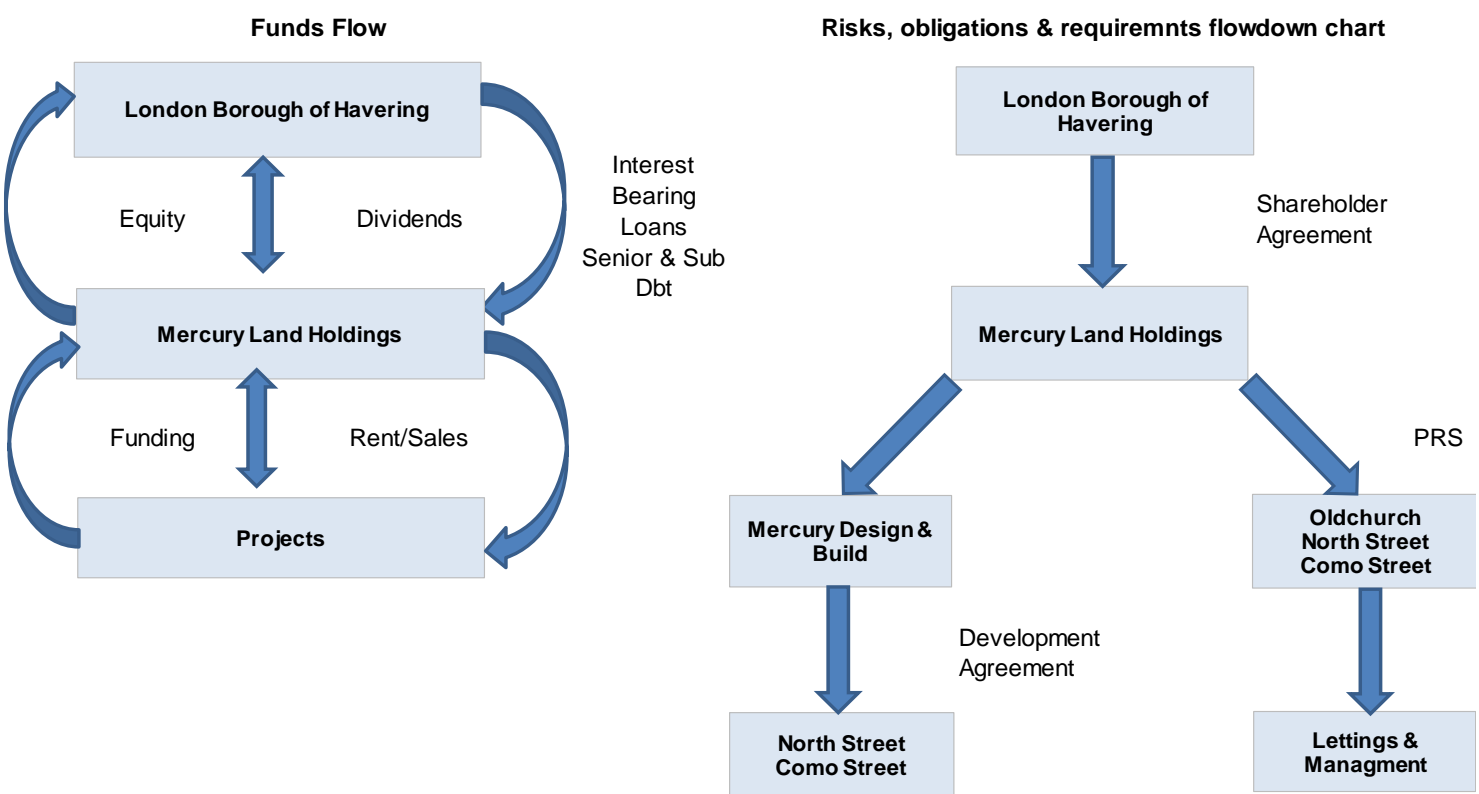 Funds Flow
London Borough of Havering
Equity
Dividends
Interest
Bearing
Loans
Senior & Sub
Dbt
Mercury Land Holdings
Funding
Rent/Sales
Projects
Risks, obligations & requiremnts flowdown chart
London Borough of
Havering
Shareholder
Agreement
Mercury Land Holdings
PRS
Mercury Design &
Build
Oldchurch
North Street
Como Street
Development
Agreement
North Street
Como Street
Lettings &
Managment